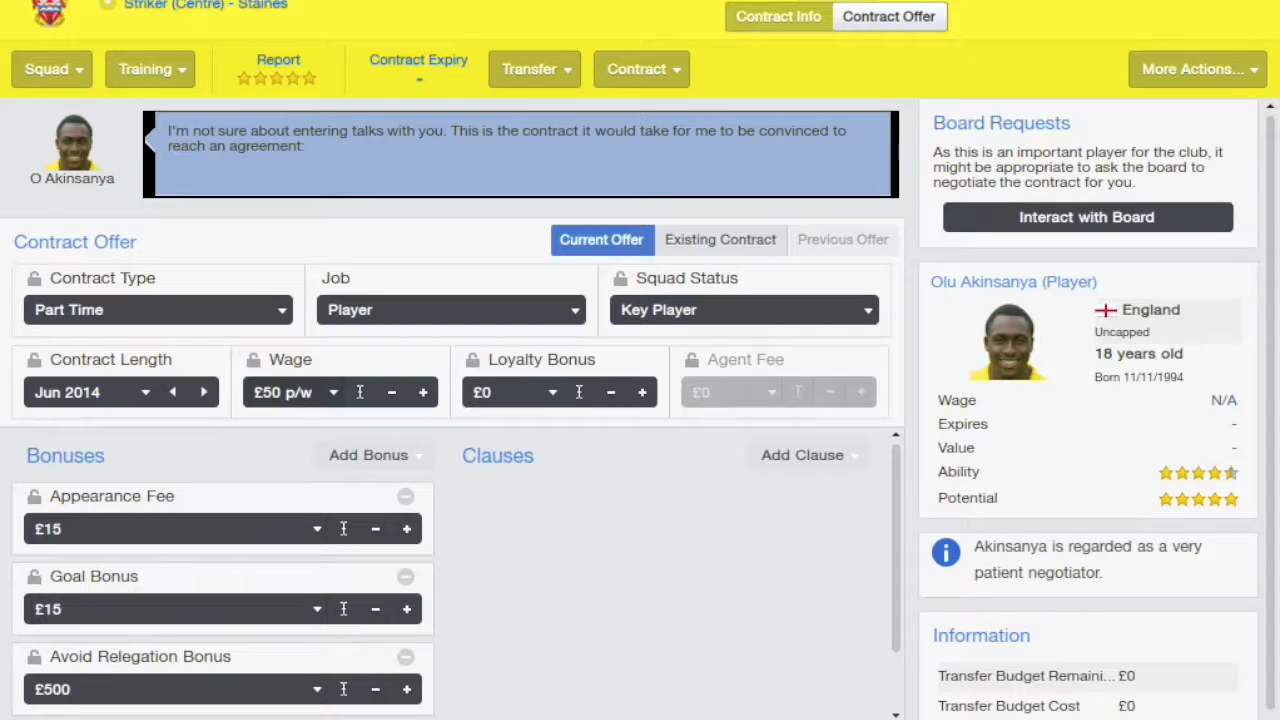 Striker (Centre) - Staines
Contract Info
Contract Offer
Squad
Training
Report
Contract Expiry
-
Transfer
Contract
More Actions...
O Akinsanya
I'm not sure about entering talks with you. This is the contract it would take for me to be convinced to
reach an agreement:
Board Requests
As this is an important player for the club, it
might be appropriate to ask the board to
negotiate the contract for you.
Interact with Board
Contract Offer
Current Offer
Existing Contract
Previous Offer
Contract Type
Part Time
Job
Player
Squad Status
Key Player
Contract Length
Jun 2014
Wage
£50 p/w
Loyalty Bonus
£0
Agent Fee
£0
Bonuses
Add Bonus
Clauses
Add Clause
Appearance Fee
£15
Goal Bonus
£15
Avoid Relegation Bonus
£500
Olu Akinsanya (Player)
England
Uncapped
18 years old
Born 11/11/1994
Wage N/A
Expires -
Value -
Ability
Potential
Akinsanya is regarded as a very
patient negotiator.
Information
Transfer Budget Remaini... £0
Transfer Budget Cost £0